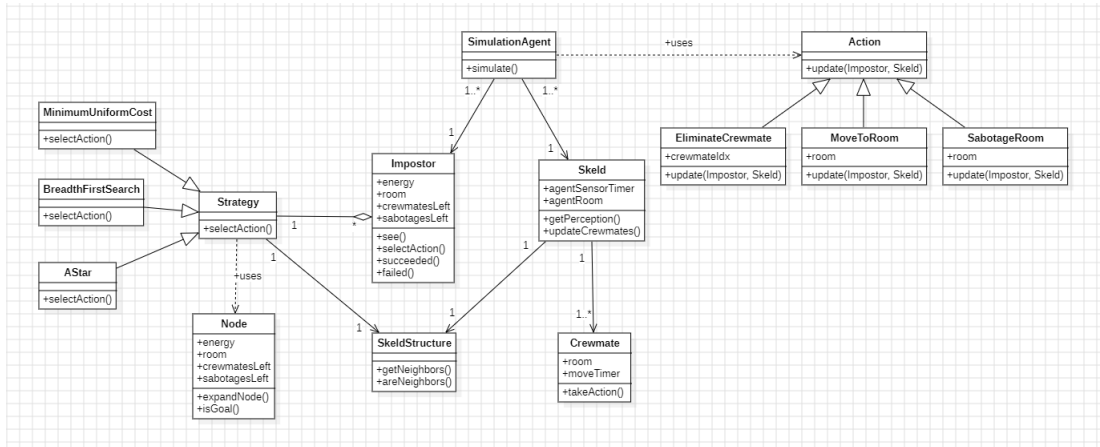 SimulationAgent
+simulate()
+uses
Action
+update(Impostor, Skeld)
1..*
1..*
1
1
MinimumUniformCost
+selectAction()
BreadthFirstSearch
+selectAction()
AStar
+selectAction()
Strategy
+selectAction()
1
*
+uses
1
1
Impostor
+energy
+room
+crewmatesLeft
+sabotagesLeft
+see()
+selectAction()
+succeeded()
+failed()
Skeld
+agentSensorTimer
+agentRoom
+getPerception()
+updateCrewmates()
1
1
1
1..*
EliminateCrewmate
+crewmateIdx
+update(Impostor, Skeld)
MoveToRoom
+room
+update(Impostor, Skeld)
SabotageRoom
+room
+update(Impostor, Skeld)
Node
+energy
+room
+crewmatesLeft
+sabotagesLeft
+expandNode()
+isGoal()
SkeldStructure
+getNeighbors()
+areNeighbors()
Crewmate
+room
+moveTimer
+takeAction()